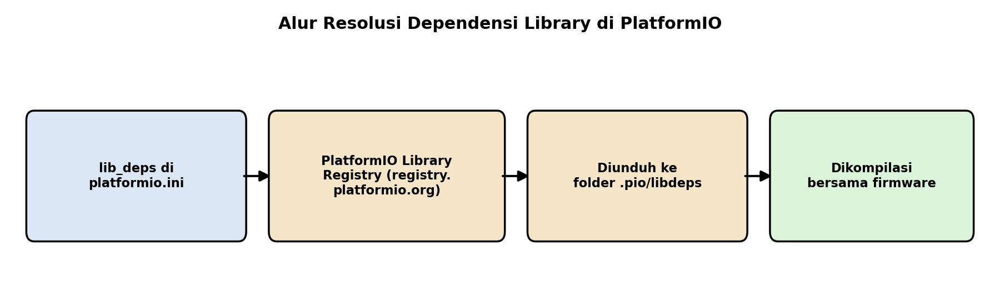 Alur Resolusi Dependensi Library di PlatformIO
lib_deps di
platformio.ini
PlatformIO Library
Registry (registry.
platformio.org)
Diunduh ke
folder .pio/libdeps
Dikompilasi
bersama firmware